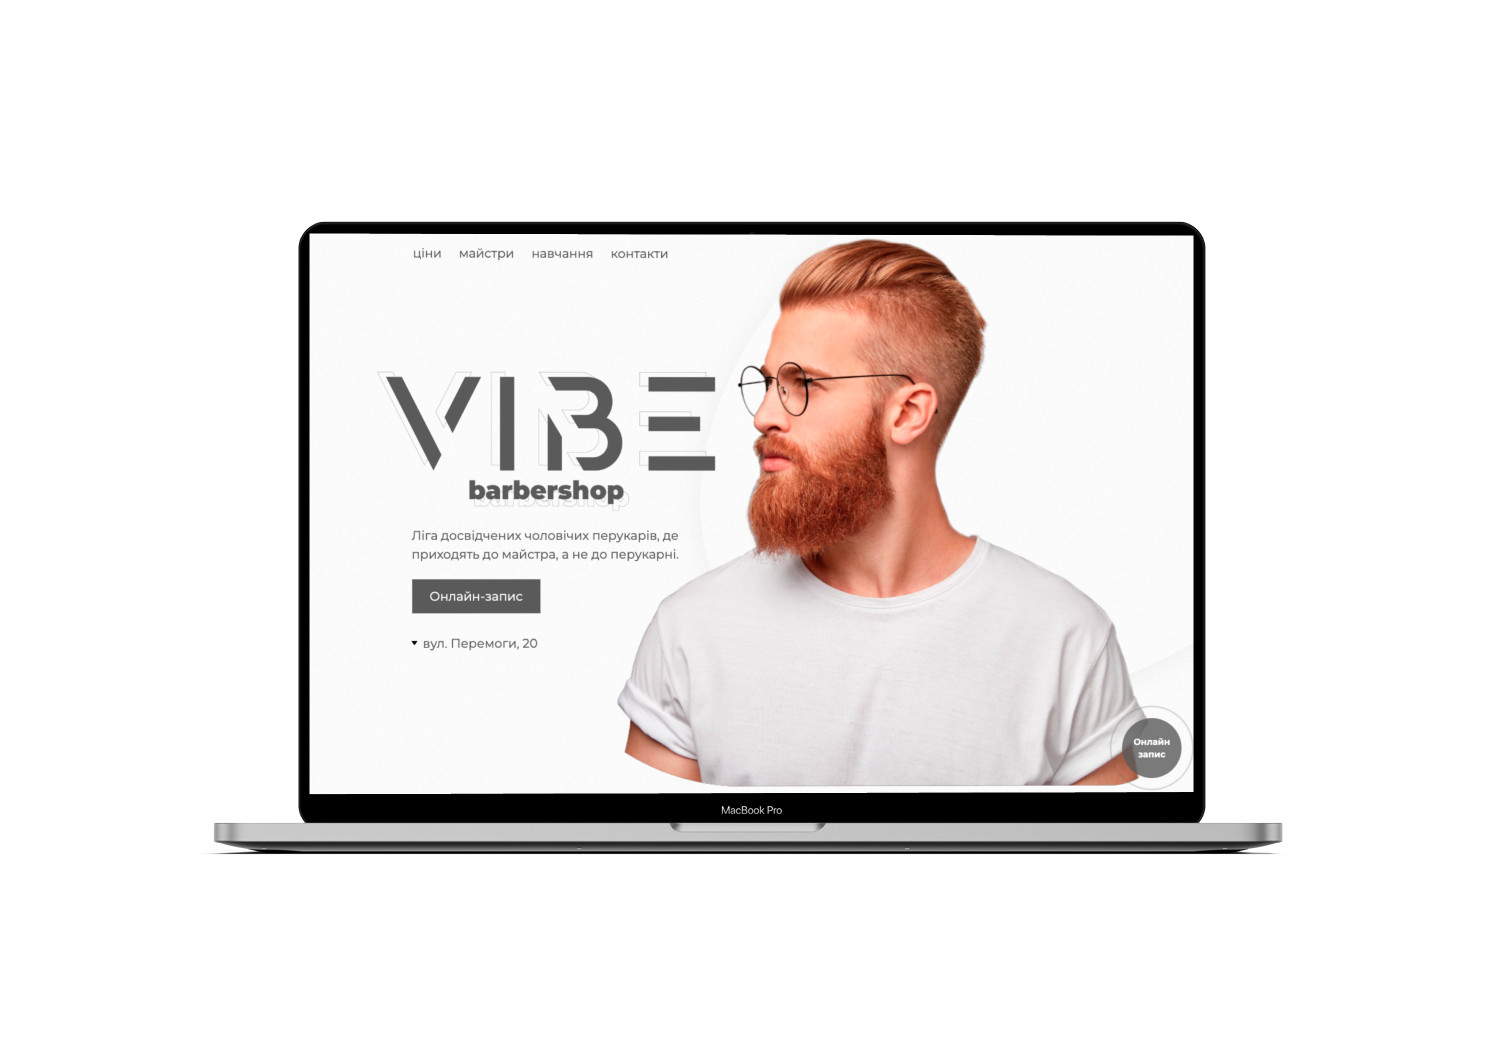 ціни майстри навчання контакти
VIBE
barbershop
barbershop
Ліга досвідчених чоловічих перукарів, де
приходять до майстра, а не до перукарні.
Онлайн-запис
вул. Перемоги, 20
Онлайн
запис
MacBook Pro